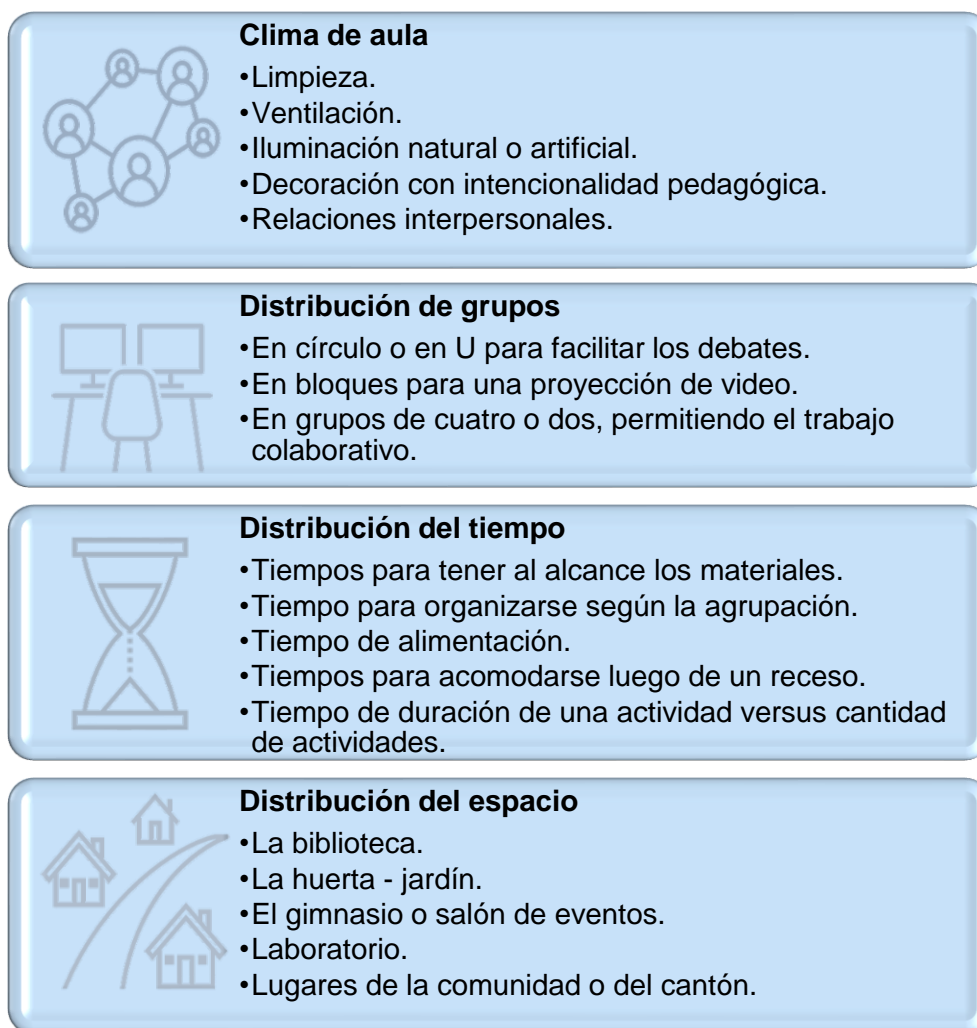 Clima de aula
•Limpieza.
•Ventilación.
•Iluminación natural o artificial.
•Decoración con intencionalidad pedagógica.
•Relaciones interpersonales.
Distribución de grupos
•En círculo o en U para facilitar los debates.
•En bloques para una proyección de video.
•En grupos de cuatro o dos, permitiendo el trabajo
colaborativo.
Distribución del tiempo
•Tiempos para tener al alcance los materiales.
•Tiempo para organizarse según la agrupación.
•Tiempo de alimentación.
•Tiempos para acomodarse luego de un receso.
•Tiempo de duración de una actividad versus cantidad
de actividades.
Distribución del espacio
•La biblioteca.
•La huerta - jardín.
•El gimnasio o salón de eventos.
•Laboratorio.
•Lugares de la comunidad o del cantón.